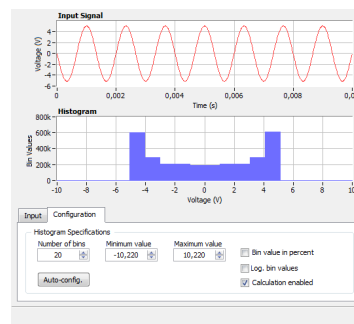 Input Signal
4
2
0
-2
-4
-6
Voltage (V)
0 0,002 0,004 0,006 0,008 0,0
Time (s)
Histogram
800k
600k
400k
200k
0
Bin Values
-10 -8 -6 -4 -2 0 2 4 6 8 10
Voltage (V)
Input Configuration
Histogram Specifications
Number of bins Minimum value Maximum value
20 -10,220 10,220
Bin value in percent
Auto-config.
Log. bin values
Calculation enabled